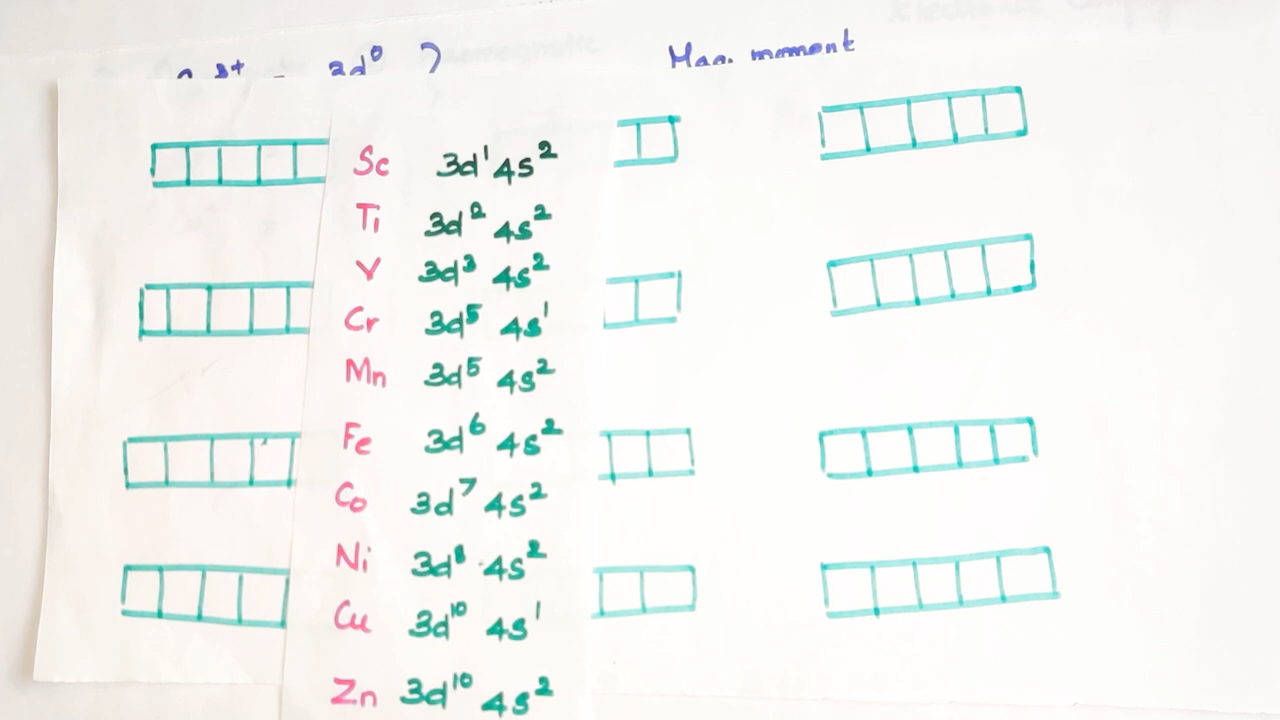 3d⁰ Mag. moment
Sc 3d¹ 4s²
Ti 3d² 4s²
V 3d³ 4s²
Cr 3d⁵ 4s¹
Mn 3d⁵ 4s²
Fe 3d⁶ 4s²
Co 3d⁷ 4s²
Ni 3d⁸ 4s²
Cu 3d¹⁰ 4s¹
Zn 3d¹⁰ 4s²